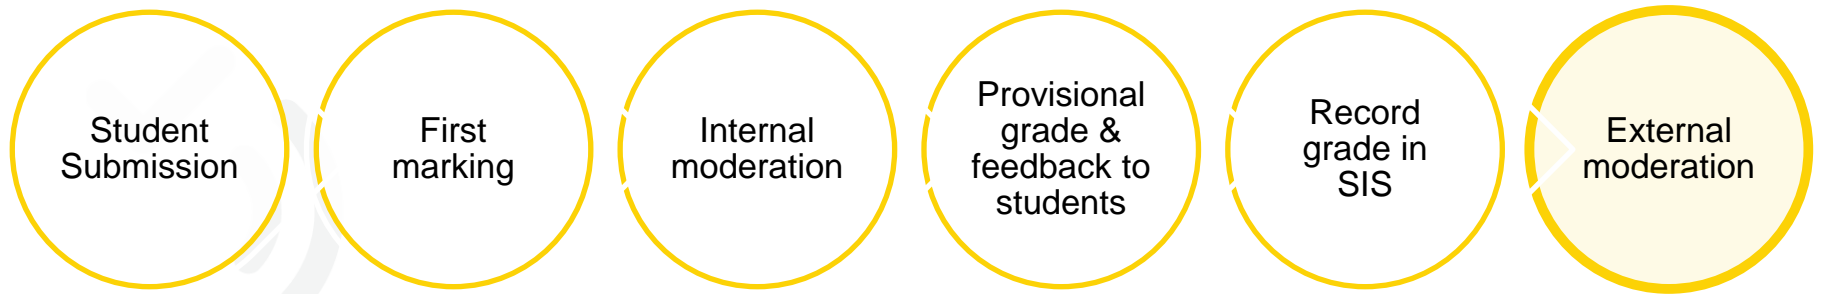 Student
Submission
First
marking
Internal
moderation
Provisional
grade &
feedback to
students
Record
grade in
SIS
External
moderation